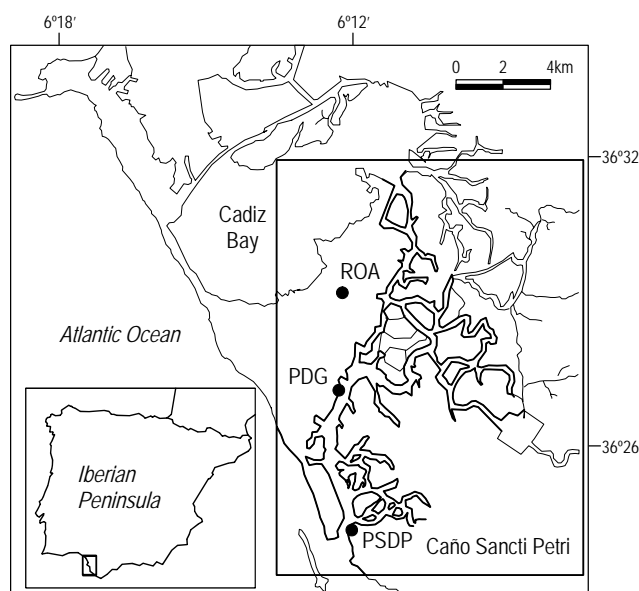 6º18'
6º12'
0 2 4km
36º32
Cadiz
Bay
ROA
Atlantic Ocean
PDG
36º26
Iberian
Peninsula
PSDP
Caño Sancti Petri